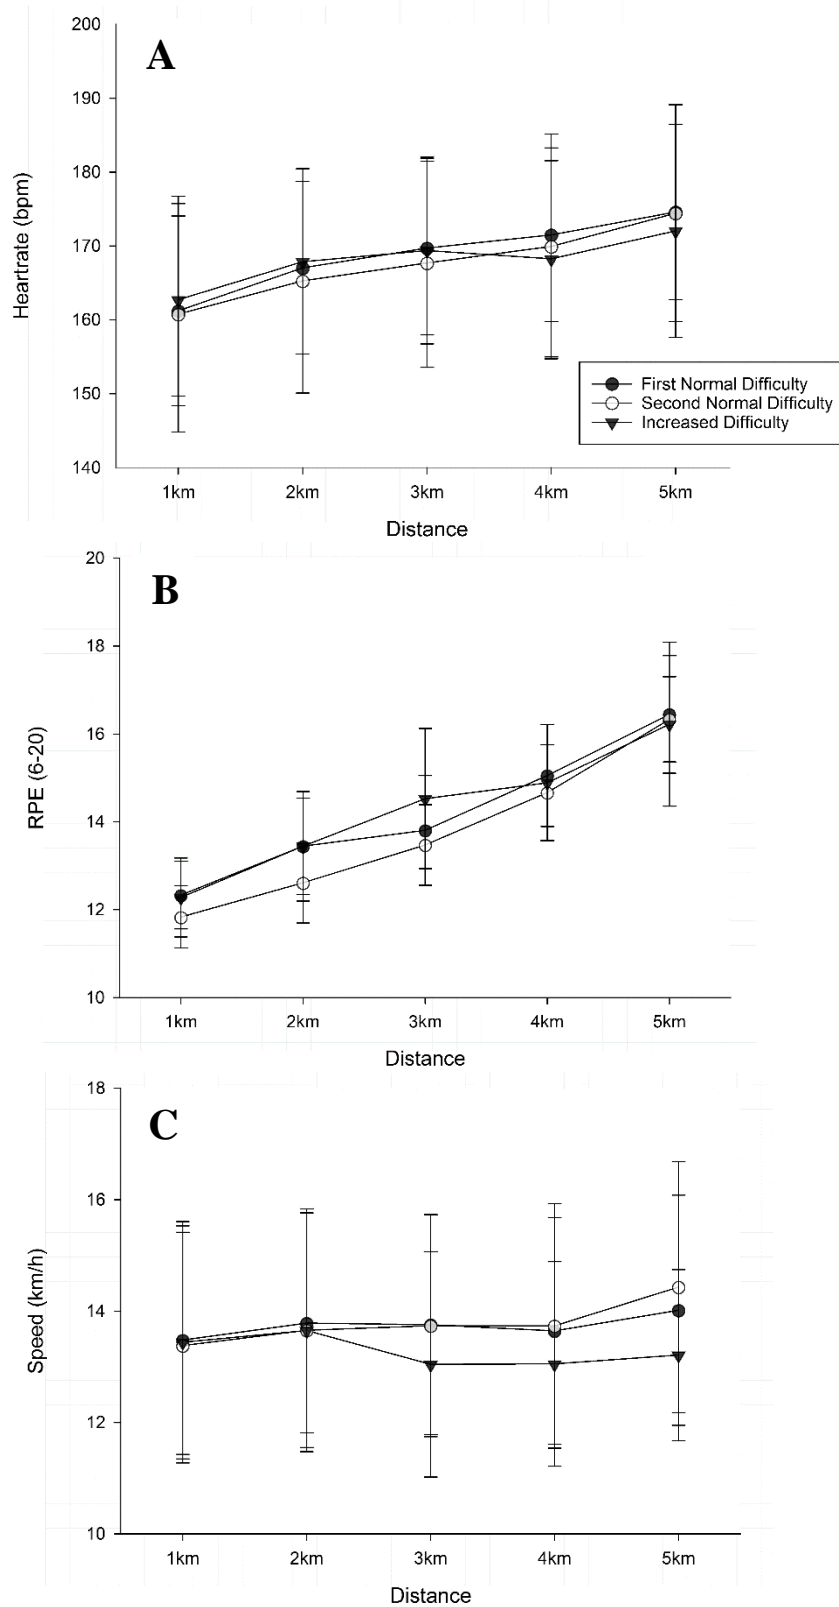 A
200
190
180
170
160
150
140
Heartrate (bpm)
First Normal Difficulty
Second Normal Difficulty
Increased Difficulty
1km 2km 3km 4km 5km
Distance
B
20
18
16
14
12
10
RPE (6-20)
1km 2km 3km 4km 5km
Distance
C
18
16
14
12
10
Speed (km/h)
1km 2km 3km 4km 5km
Distance